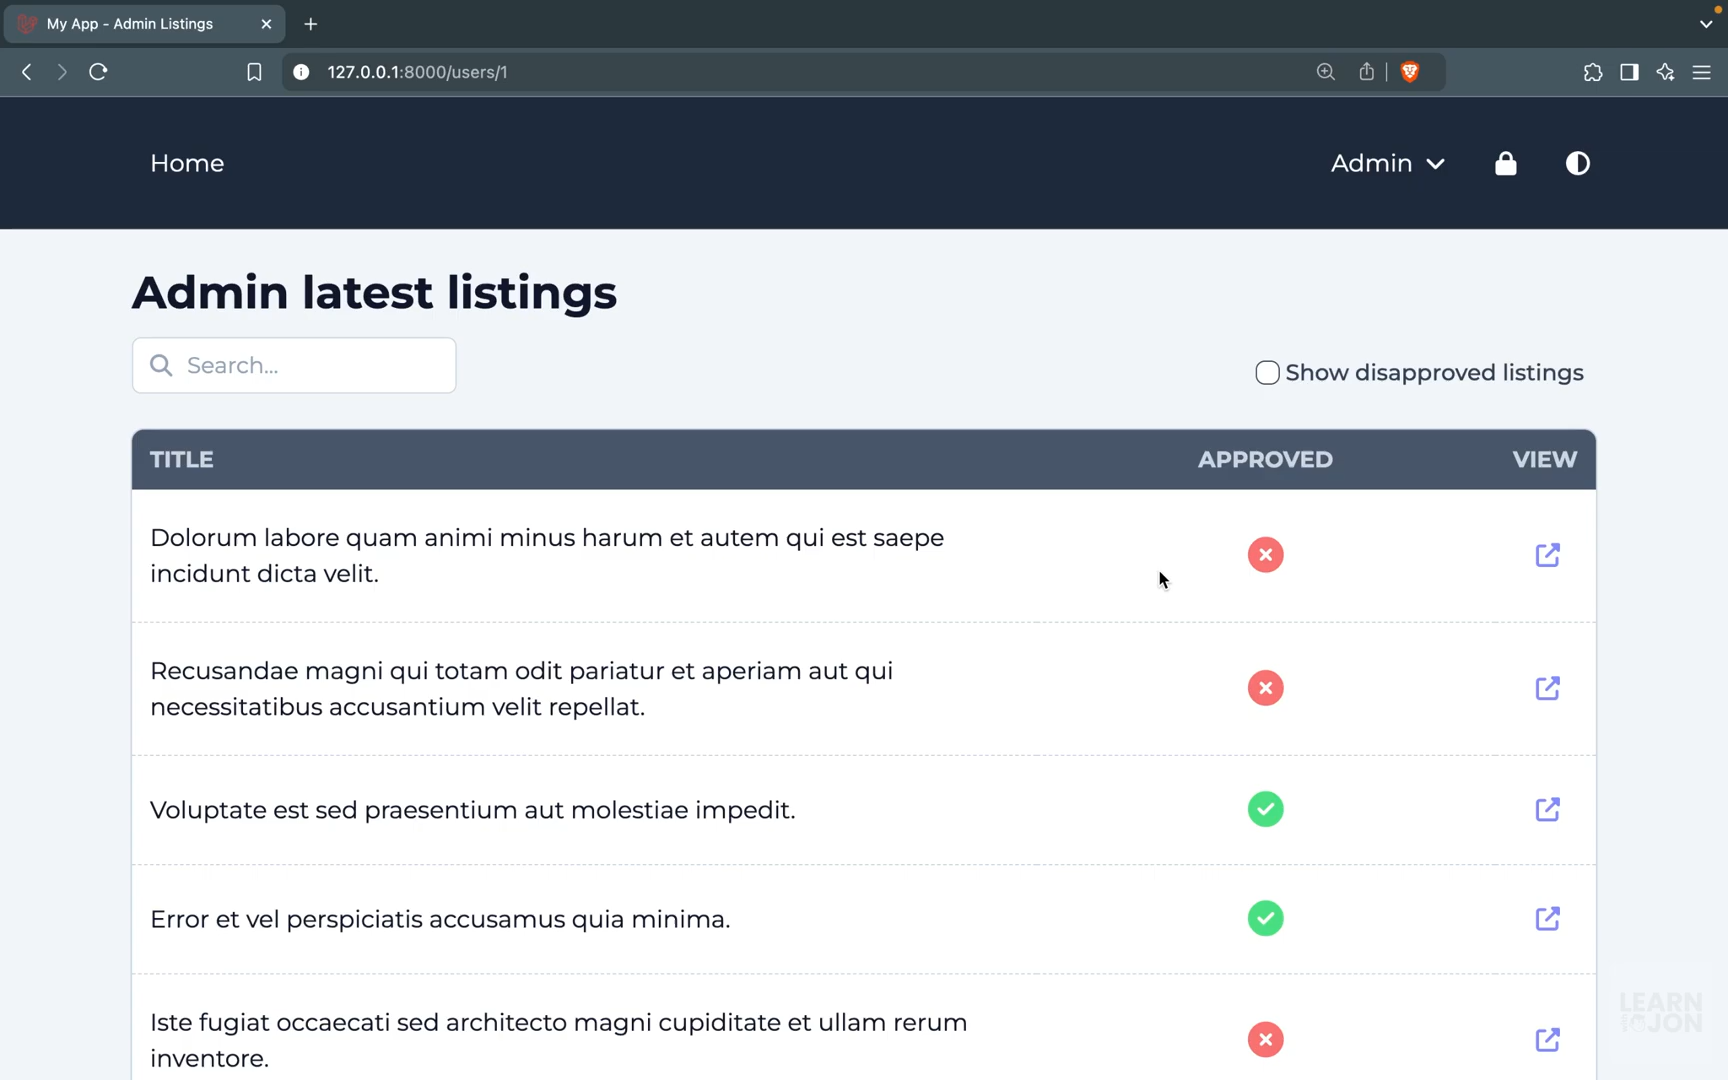 My App - Admin Listings
127.0.0.1:8000/users/1
Home
Admin
Admin latest listings
Search...
Show disapproved listings
TITLE
APPROVED
VIEW
Dolorum labore quam animi minus harum et autem qui est saepe
incidunt dicta velit.
Recusandae magni qui totam odit pariatur et aperiam aut qui
necessitatibus accusantium velit repellat.
Voluptate est sed praesentium aut molestiae impedit.
Error et vel perspiciatis accusamus quia minima.
Iste fugiat occaecati sed architecto magni cupiditate et ullam rerum
inventore.
LEARN
JON